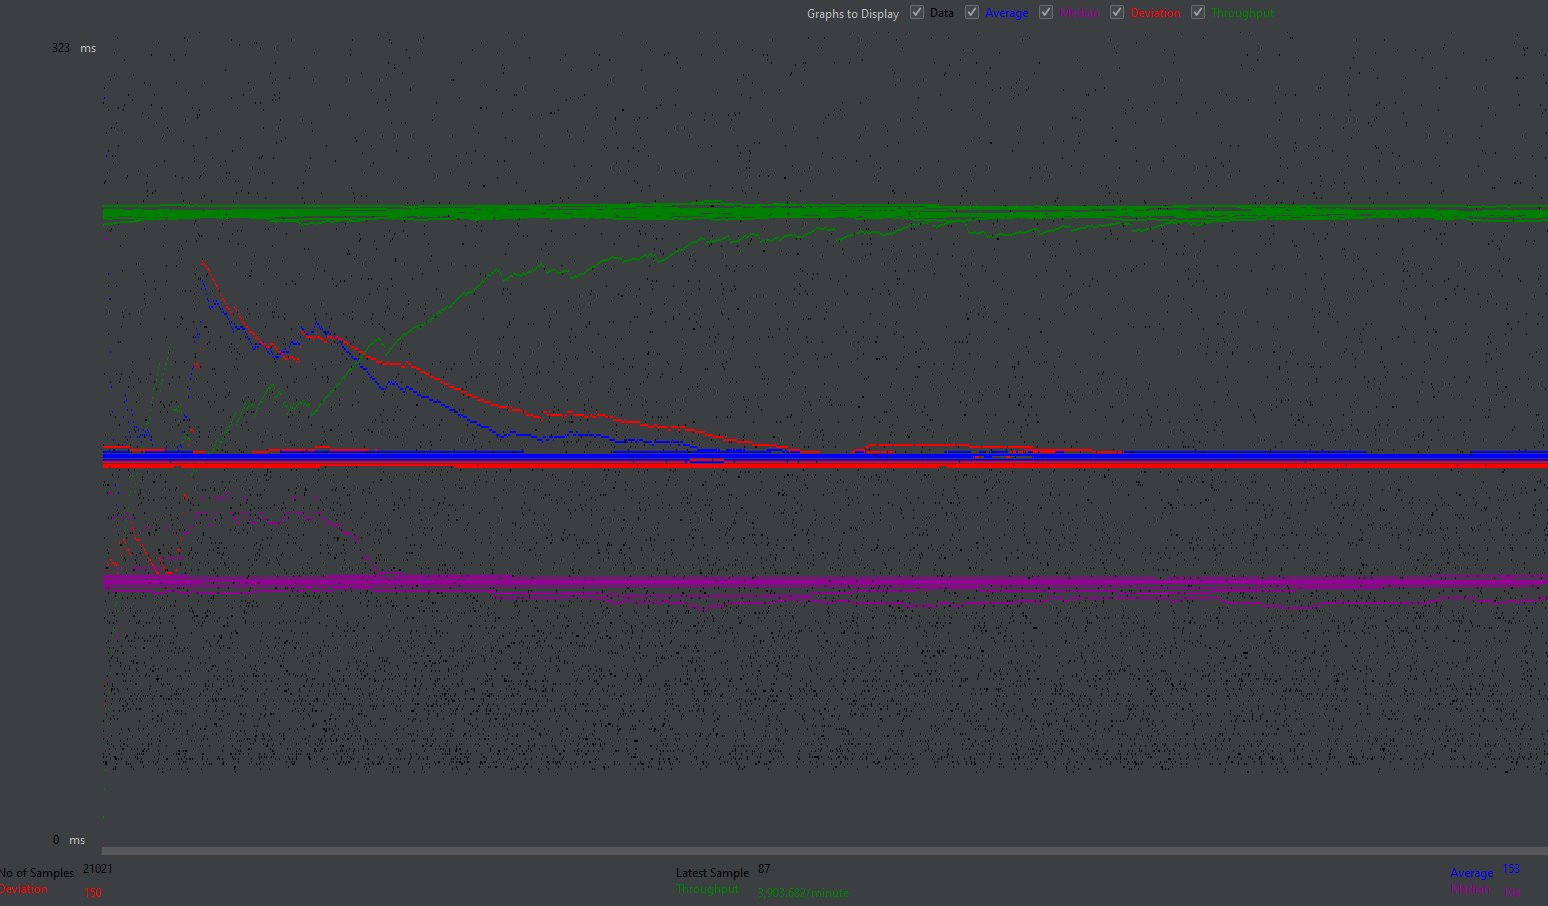 Graphs to Display Data Average Median Deviation Throughput
323 ms
0 ms
No of Samples 21021 Latest Sample 87 Average 153
Deviation 150 Throughput Median